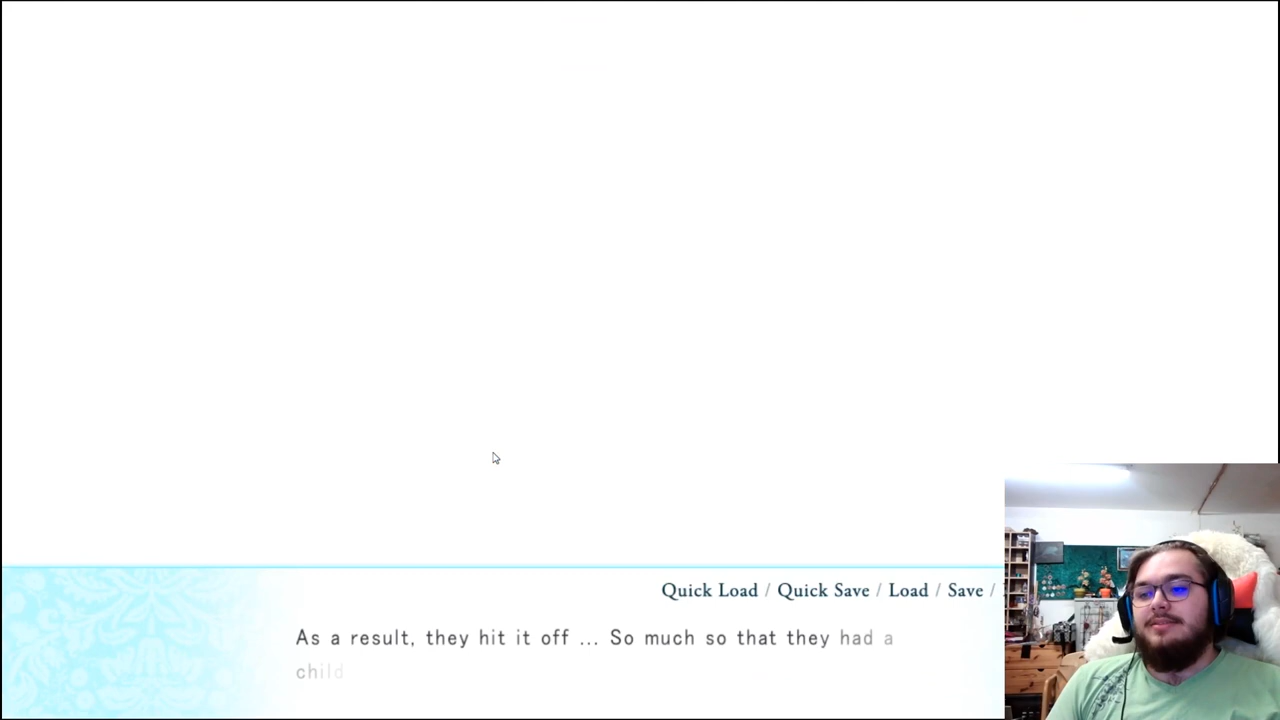 Quick Load / Quick Save / Load / Save /
As a result, they hit it off ... So much so that they had a
child